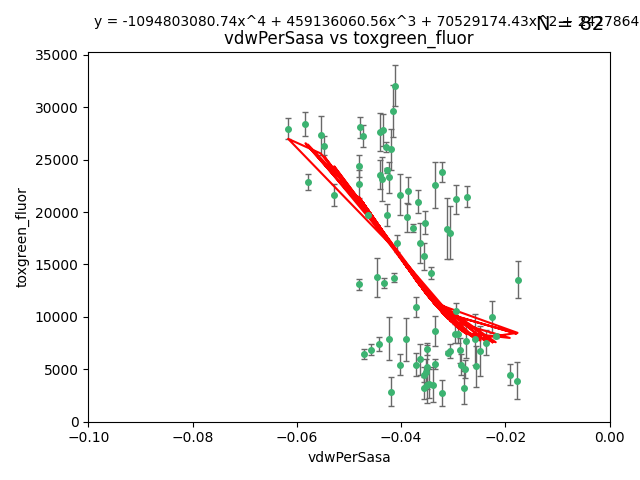 y = -1094803080.74x^4 + 459136060.56x^3 + 70529174.43x^2 +
N = 82
vdwPerSasa vs toxgreen_fluor
35000
30000
25000
20000
15000
10000
5000
0
toxgreen_fluor
−0.10 −0.08 −0.06 −0.04 −0.02 0.00
vdwPerSasa